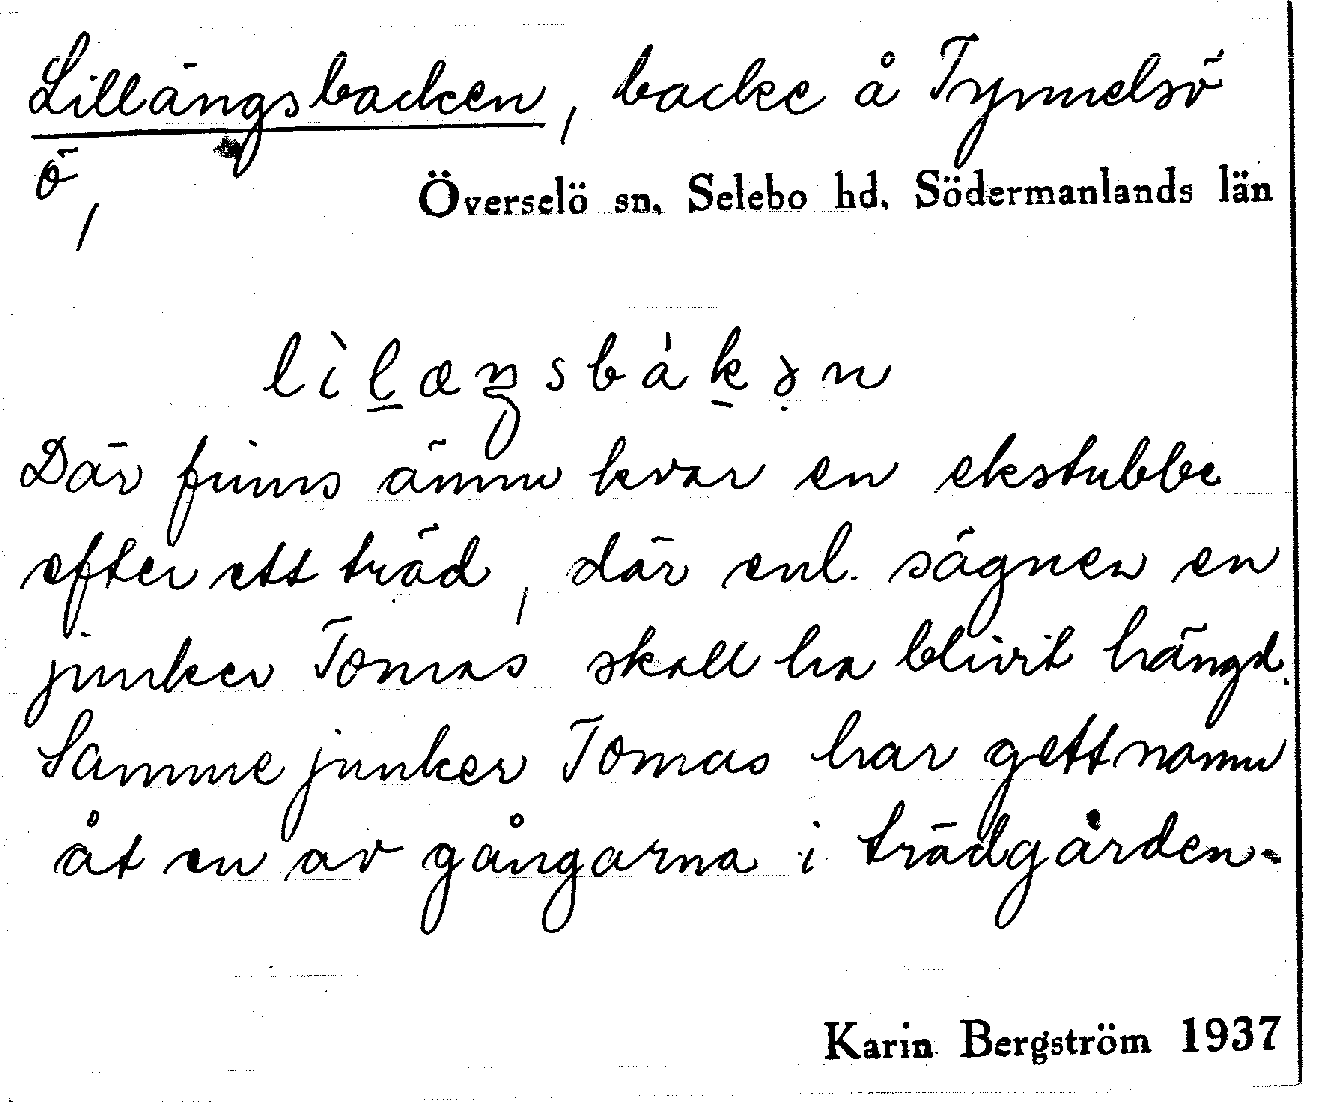 Lillängsbacken, backe å Tynnelsö
ö,
Överselö sn. Selebo hd. Södermanlands län
lìlæŋsbákən
Där finns ännu kvar en ekstubbe
efter ett träd, där enl. sägnen en
junker Tomas skall ha blivit hängd.
Samme junker Tomas har gett namn
åt en av gångarna i trädgården.
Karin Bergström 1937